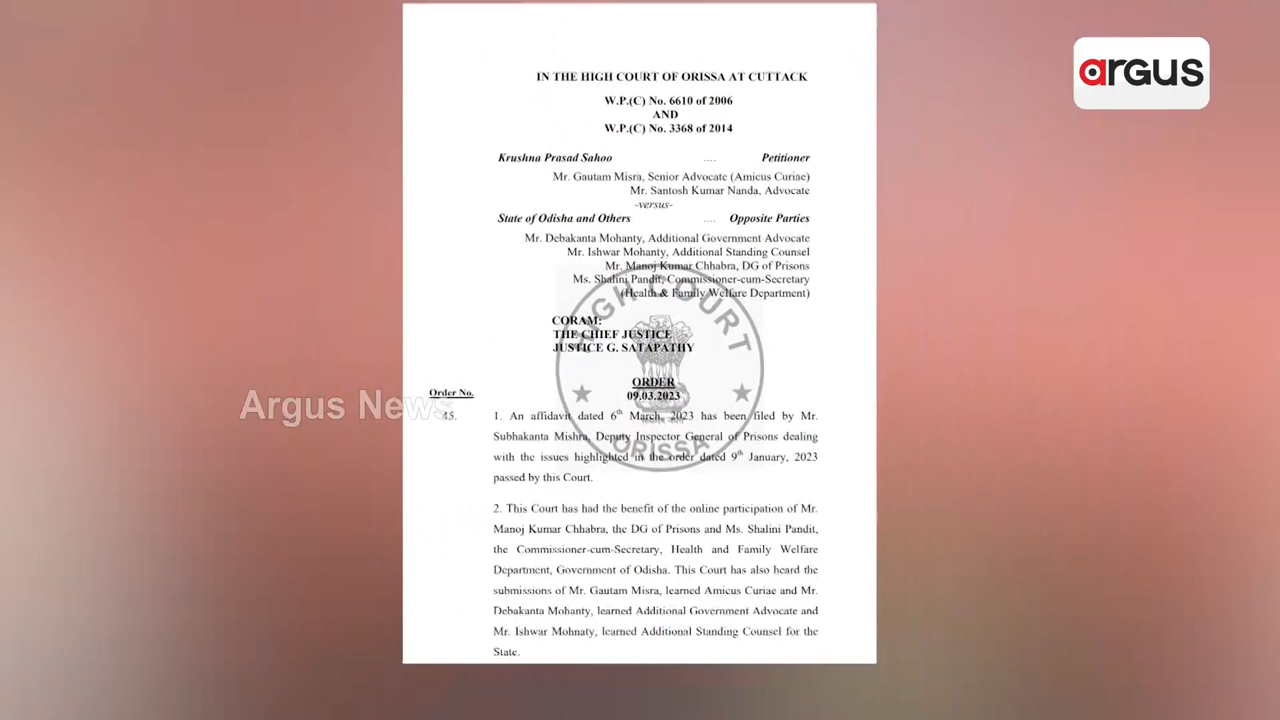 argus
IN THE HIGH COURT OF ORISSA AT CUTTACK
W.P.(C) No. 6610 of 2006
AND
W.P.(C) No. 3368 of 2014
Krushna Prasad Sahoo .... Petitioner
Mr. Gautam Misra, Senior Advocate (Amicus Curiae)
Mr. Santosh Kumar Nanda, Advocate
-versus-
State of Odisha and Others .... Opposite Parties
Mr. Debakanta Mohanty, Additional Government Advocate
Mr. Ishwar Mohanty, Additional Standing Counsel
Mr. Manoj Kumar Chhabra, DG of Prisons
Ms. Shalini Pandit, Commissioner-cum-Secretary
(Health & Family Welfare Department)
HIGH COURT
ORISSA
CORAM:
THE CHIEF JUSTICE
JUSTICE G. SATAPATHY
ORDER
09.03.2023
Order No.
Argus News
45. 1. An affidavit dated 6th March, 2023 has been filed by Mr.
Subhakanta Mishra, Deputy Inspector General of Prisons dealing
with the issues highlighted in the order dated 9th January, 2023
passed by this Court.
2. This Court has had the benefit of the online participation of Mr.
Manoj Kumar Chhabra, the DG of Prisons and Ms. Shalini Pandit,
the Commissioner-cum-Secretary, Health and Family Welfare
Department, Government of Odisha. This Court has also heard the
submissions of Mr. Gautam Misra, learned Amicus Curiae and Mr.
Debakanta Mohanty, learned Additional Government Advocate and
Mr. Ishwar Mohnaty, learned Additional Standing Counsel for the
State.